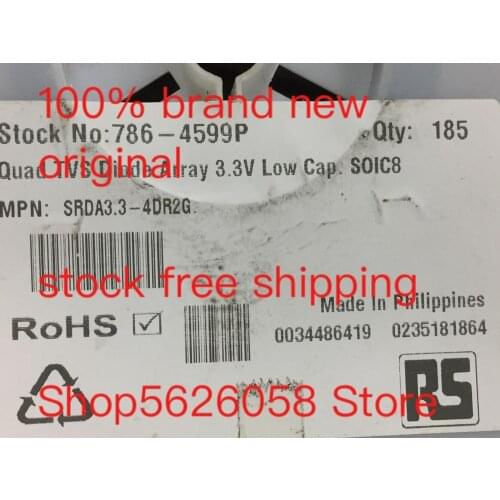 100% brand new
Stock No:786-4599P
Qty: 185
original
Quad TVS Diode Array 3.3V Low Cap. SOIC8
MPN: SRDA3.3-4DR2G
stock free shipping
Made In Philippines
RoHS
0034486419 0235181864
RS
Shop5626058 Store